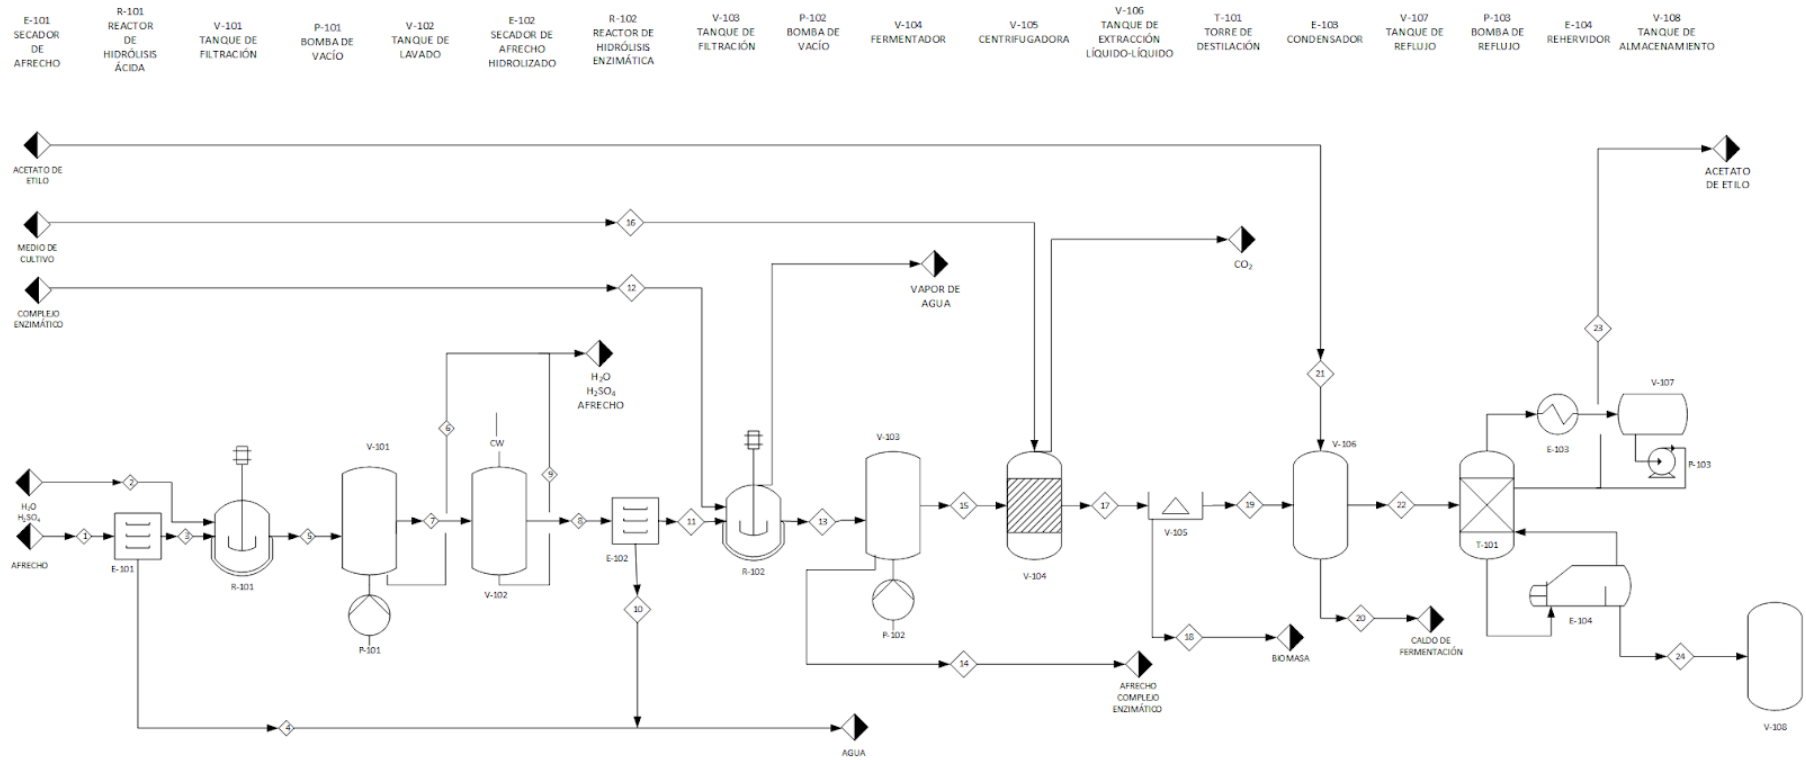 E-101
SECADOR
DE
AFRECHO
R-101
REACTOR
DE
HIDRÓLISIS
ÁCIDA
V-101
TANQUE DE
FILTRACIÓN
P-101
BOMBA DE
VACÍO
V-102
TANQUE DE
LAVADO
E-102
SECADOR DE
AFRECHO
HIDROLIZADO
R-102
REACTOR DE
HIDRÓLISIS
ENZIMÁTICA
V-103
TANQUE DE
FILTRACIÓN
P-102
BOMBA DE
VACÍO
V-104
FERMENTADOR
V-105
CENTRIFUGADORA
V-106
TANQUE DE
EXTRACCIÓN
LÍQUIDO-LÍQUIDO
T-101
TORRE DE
DESTILACIÓN
E-103
CONDENSADOR
V-107
TANQUE DE
REFLUJO
P-103
BOMBA DE
REFLUJO
E-104
REHERVIDOR
V-108
TANQUE DE
ALMACENAMIENTO
ACETATO DE
ETILO
ACETATO
DE ETILO
MEDIO DE
CULTIVO
16
CO₂
COMPLEJO
ENZIMÁTICO
12
VAPOR DE
AGUA
23
H₂O
H₂SO₄
AFRECHO
21
V-107
6
CW
V-101
V-103
V-106
E-103
P-103
9
2
H₂O
H₂SO₄
1
AFRECHO
E-101
3
R-101
5
7
V-102
8
E-102
11
R-102
13
15
V-104
17
V-105
19
22
T-101
P-101
10
P-102
14
AFRECHO
COMPLEJO
ENZIMÁTICO
18
BIOMASA
20
CALDO DE
FERMENTACIÓN
E-104
24
V-108
4
AGUA